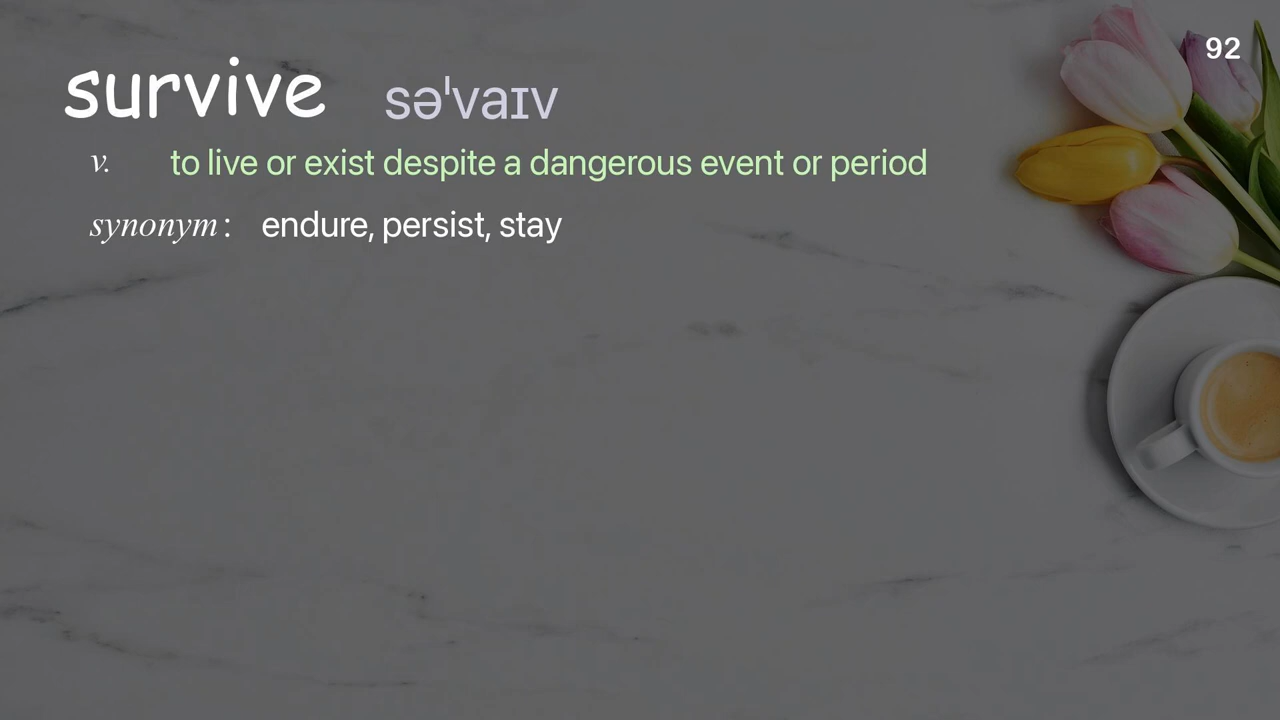 92
survive səˈvaɪv
v. to live or exist despite a dangerous event or period
synonym: endure, persist, stay